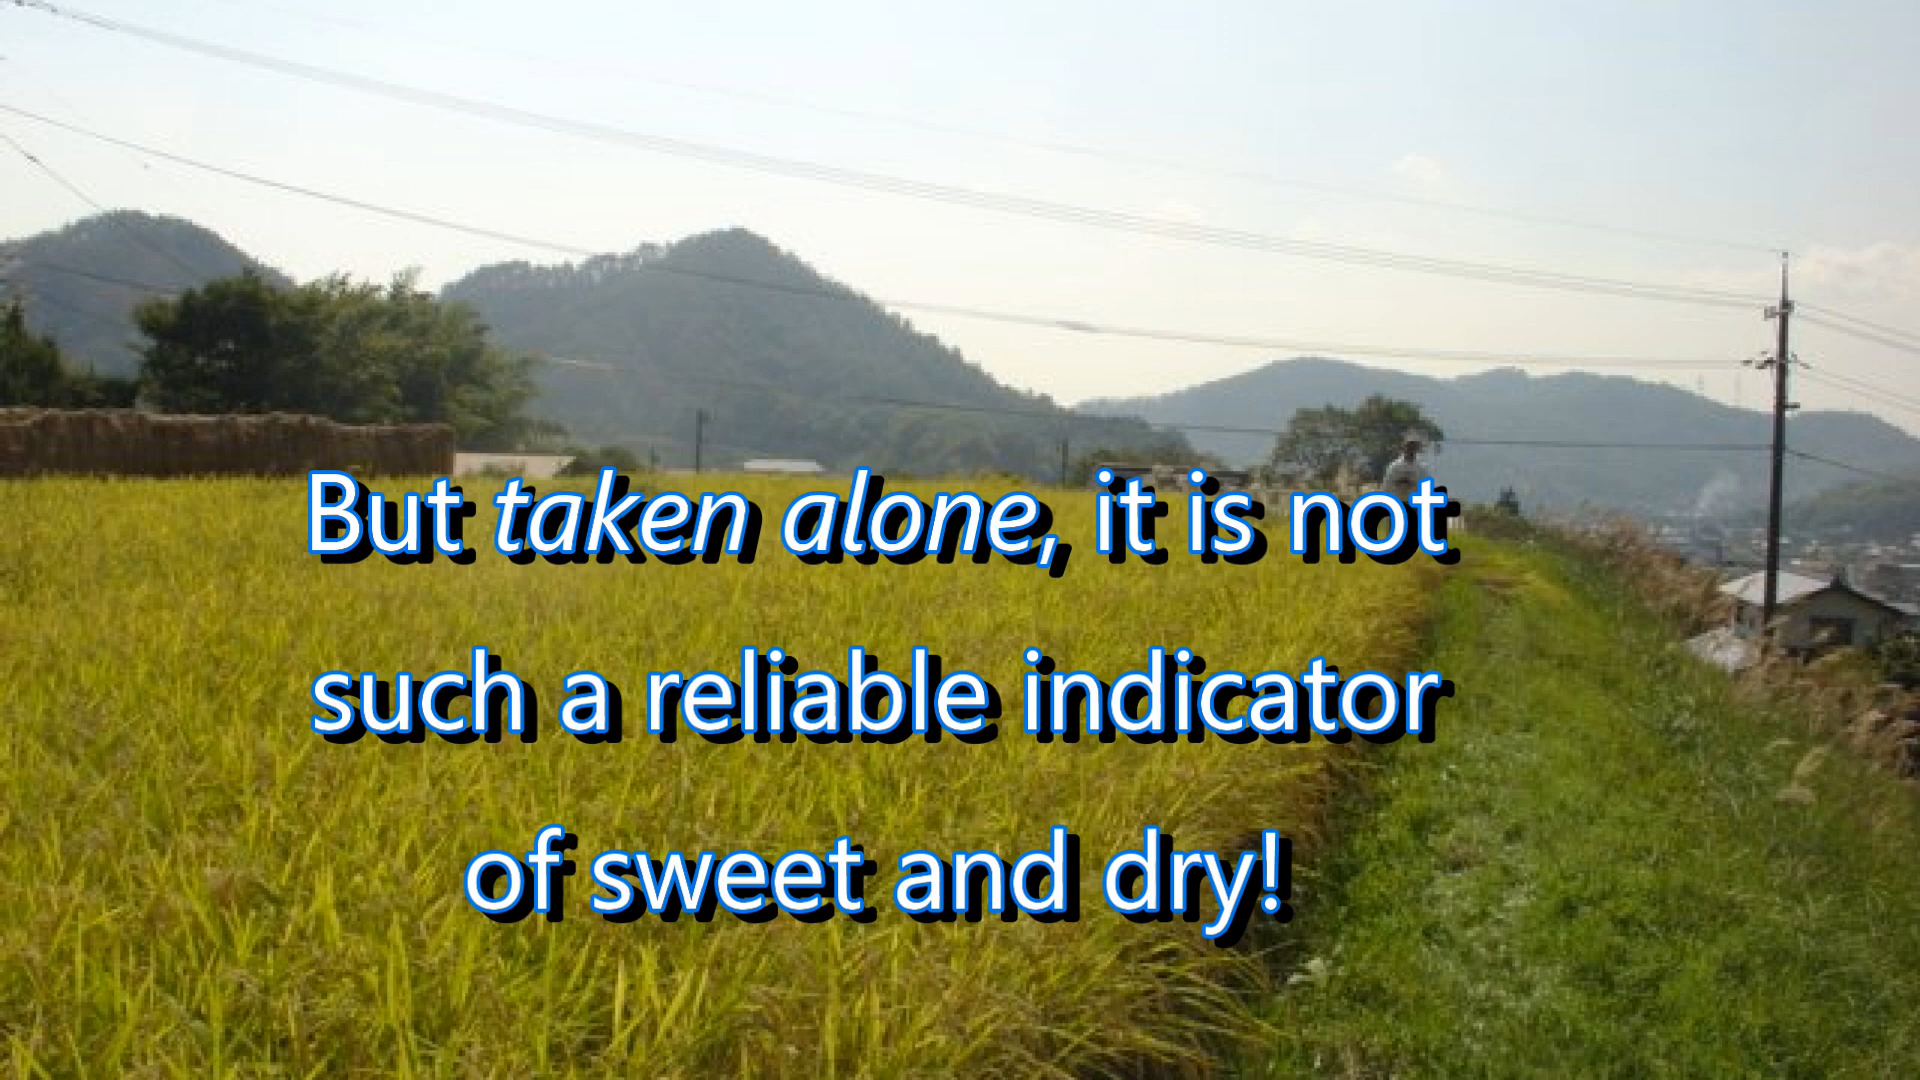 But taken alone, it is not
such a reliable indicator
of sweet and dry!